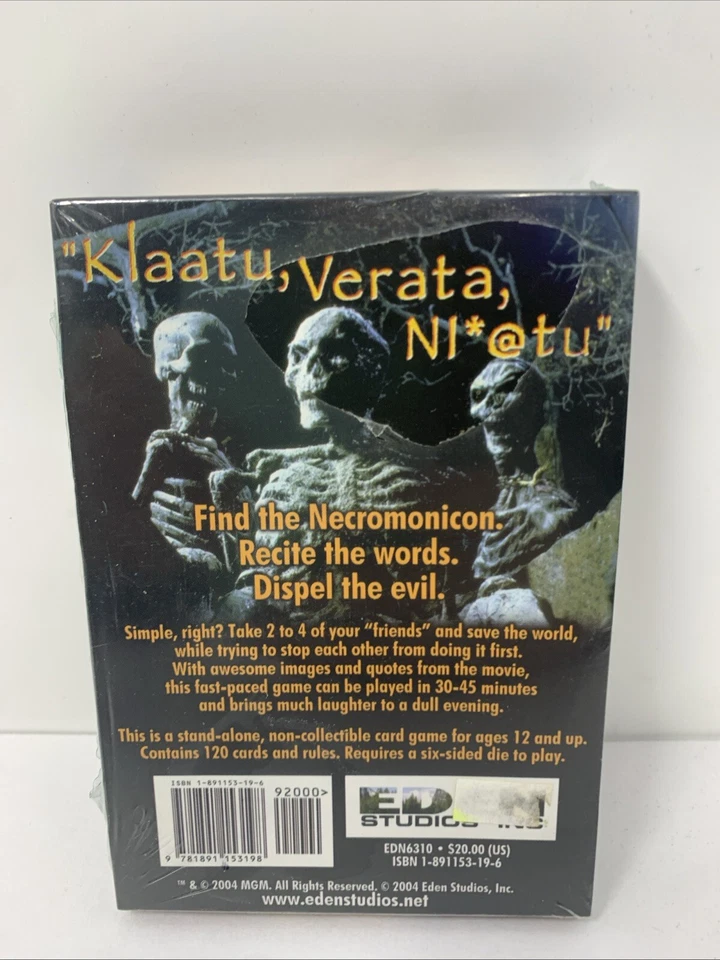 "Klaatu, Verata,
NI*@tu"
Find the Necromonicon.
Recite the words.
Dispel the evil.
Simple, right? Take 2 to 4 of your “friends” and save the world,
while trying to stop each other from doing it first.
With awesome images and quotes from the movie,
this fast-paced game can be played in 30-45 minutes
and brings much laughter to a dull evening.
This is a stand-alone, non-collectible card game for ages 12 and up.
Contains 120 cards and rules. Requires a six-sided die to play.
ISBN 1-891153-19-6
92000>
9 781891 153198
STUDIOS INC
EDN6310 • $20.00 (US)
ISBN 1-891153-19-6
™ & © 2004 MGM. All Rights Reserved. © 2004 Eden Studios, Inc.
www.edenstudios.net